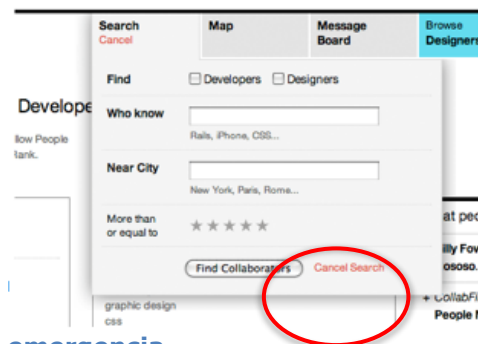 Search
Cancel
Map
Message
Board
Browse
Designers
Find
Developers
Designers
Develope
Who know
Rails, iPhone, CSS...
llow People
Rank.
Near City
New York, Paris, Rome...
More than
or equal to
★★★★★
at peo
illy Fow
ososo.
Find Collaborators
Cancel Search
+ CollabFi
People N
graphic design
css
emergencia